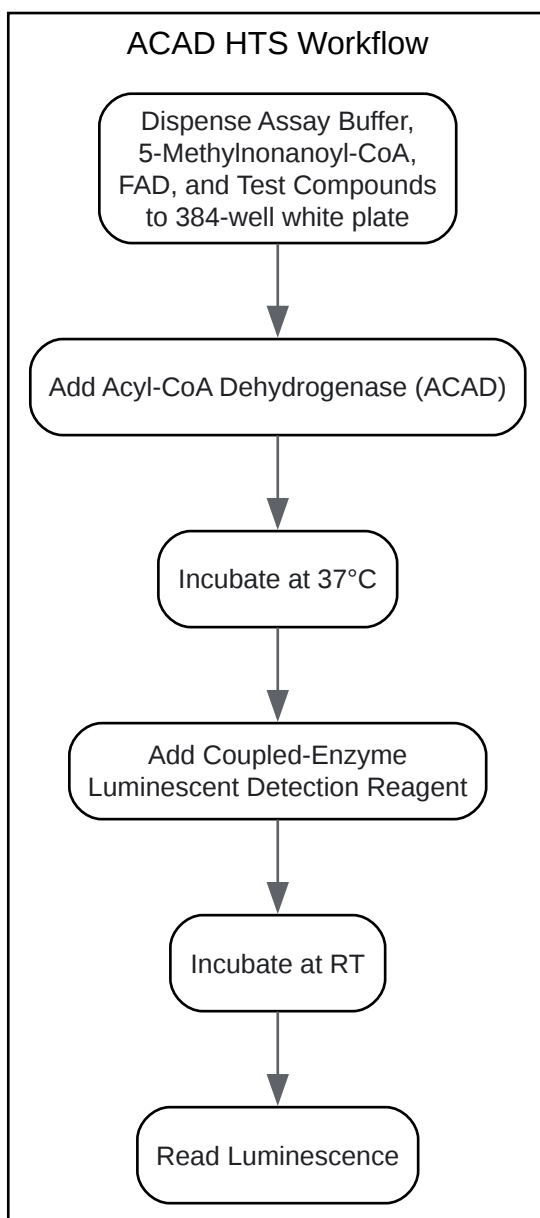 ACAD HTS Workflow
Dispense Assay Buffer,
5-Methylnonanoyl-CoA,
FAD, and Test Compounds
to 384-well white plate
Add Acyl-CoA Dehydrogenase (ACAD)
Incubate at 37°C
Add Coupled-Enzyme
Luminescent Detection Reagent
Incubate at RT
Read Luminescence